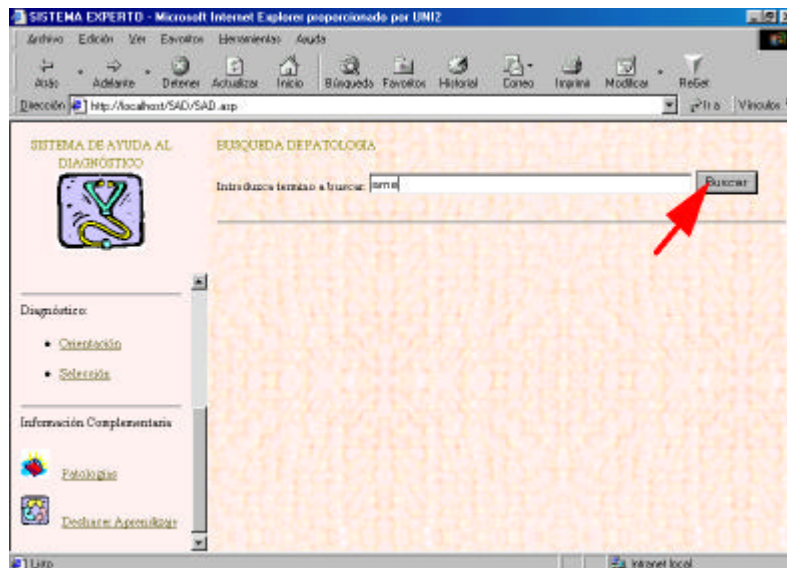 SISTEMA EXPERTO - Microsoft Internet Explorer proporcionado por UNI2
Archivo Edición Ver Favoritos Herramientas Ayuda
Atrás Adelante Detener Actualizar Inicio Búsqueda Favoritos Historial Correo Imprimir Modificar ReGet
Dirección http://localhost/SAD/SAD.asp Ir a Vínculos
SISTEMA DE AYUDA AL
DIAGNÓSTICO
BUSQUEDA DE PATOLOGÍA
Introduzca termino a buscar: Buscar
Diagnóstico:
Orientación
Selección
Información Complementaria
Patologías
Deshacer Aprendizaje
Listo Intranet local